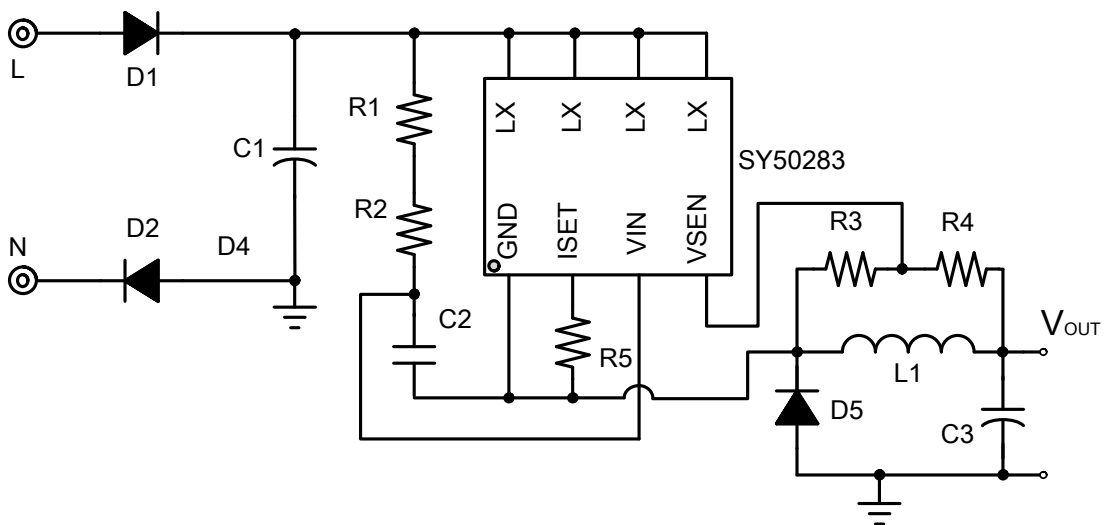 L
D1
C1
N
D2
D4
R1
R2
C2
LX
LX
LX
LX
SY50283
GND
ISET
VIN
VSEN
R5
R3
R4
L1
VOUT
D5
C3